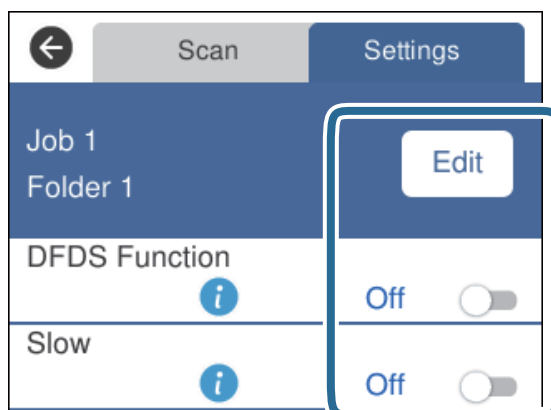 Scan Settings
Job 1
Edit
Folder 1
DFDS Function
i Off
Slow
i Off